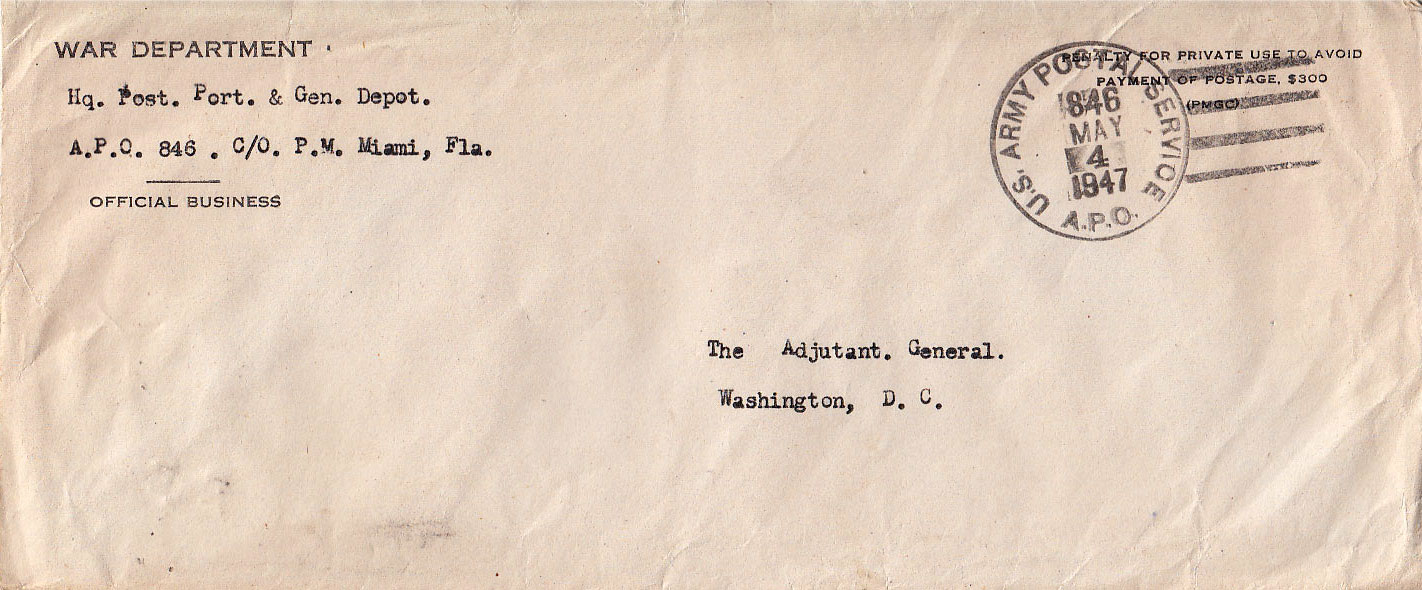 WAR DEPARTMENT
Hq. Post. Port. & Gen. Depot.
A.P.O. 846 . C/O. P.M. Miami, Fla.
OFFICIAL BUSINESS
PENALTY FOR PRIVATE USE TO AVOID
PAYMENT OF POSTAGE, $300
(PMGC)
U.S. ARMY POSTAL SERVICE
846
MAY
4
1947
A.P.O.
The Adjutant. General.
Washington, D. C.